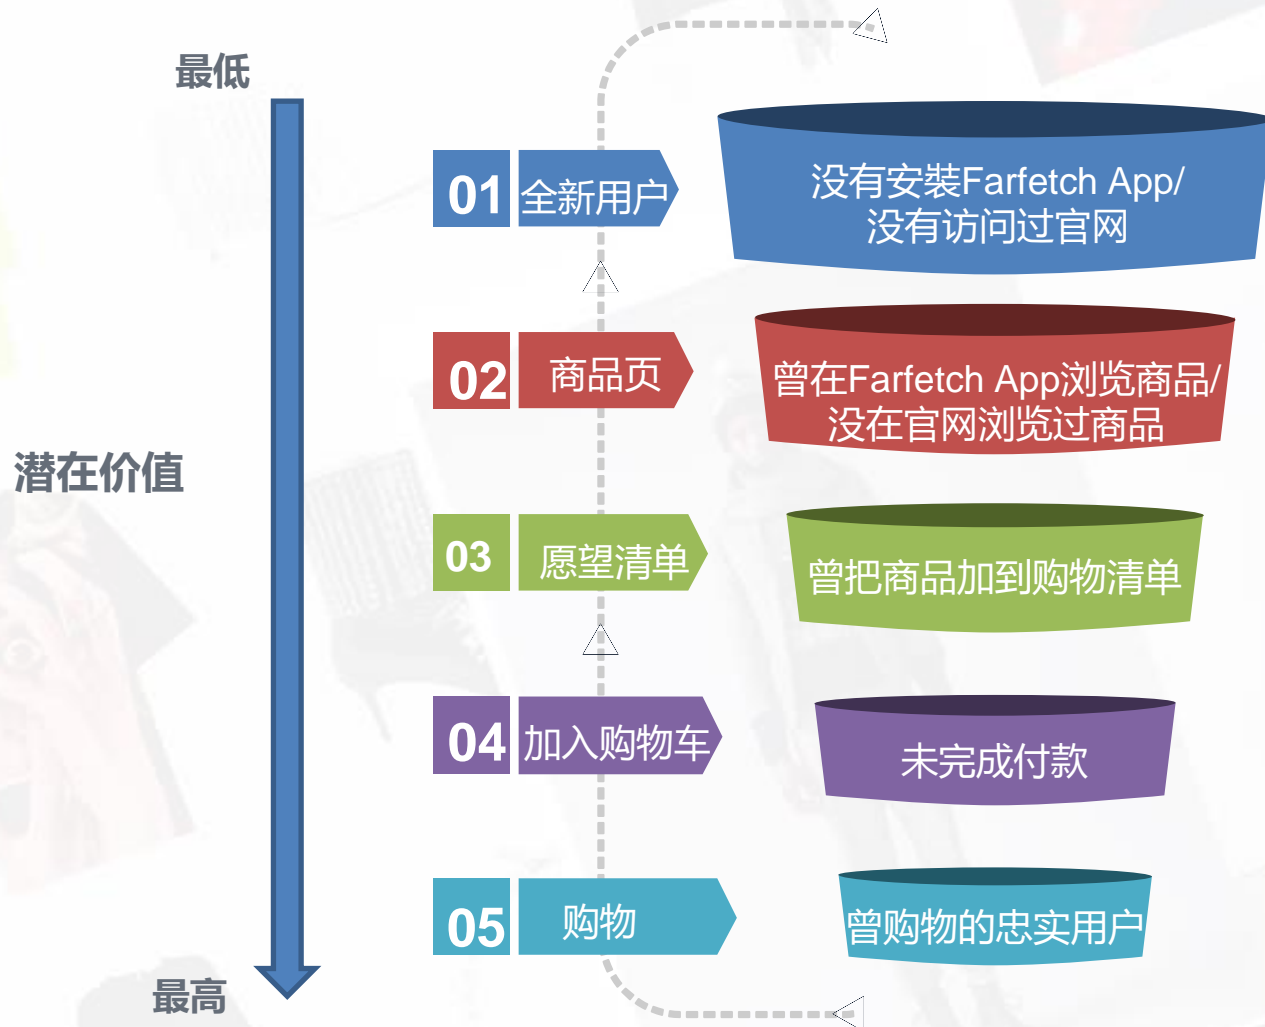 最低
01
全新用户
没有安裝Farfetch App/
没有访问过官网
02
商品页
曾在Farfetch App浏览商品/
没在官网浏览过商品
潜在价值
03
愿望清单
曾把商品加到购物清单
04
加入购物车
未完成付款
05
购物
曾购物的忠实用户
最高